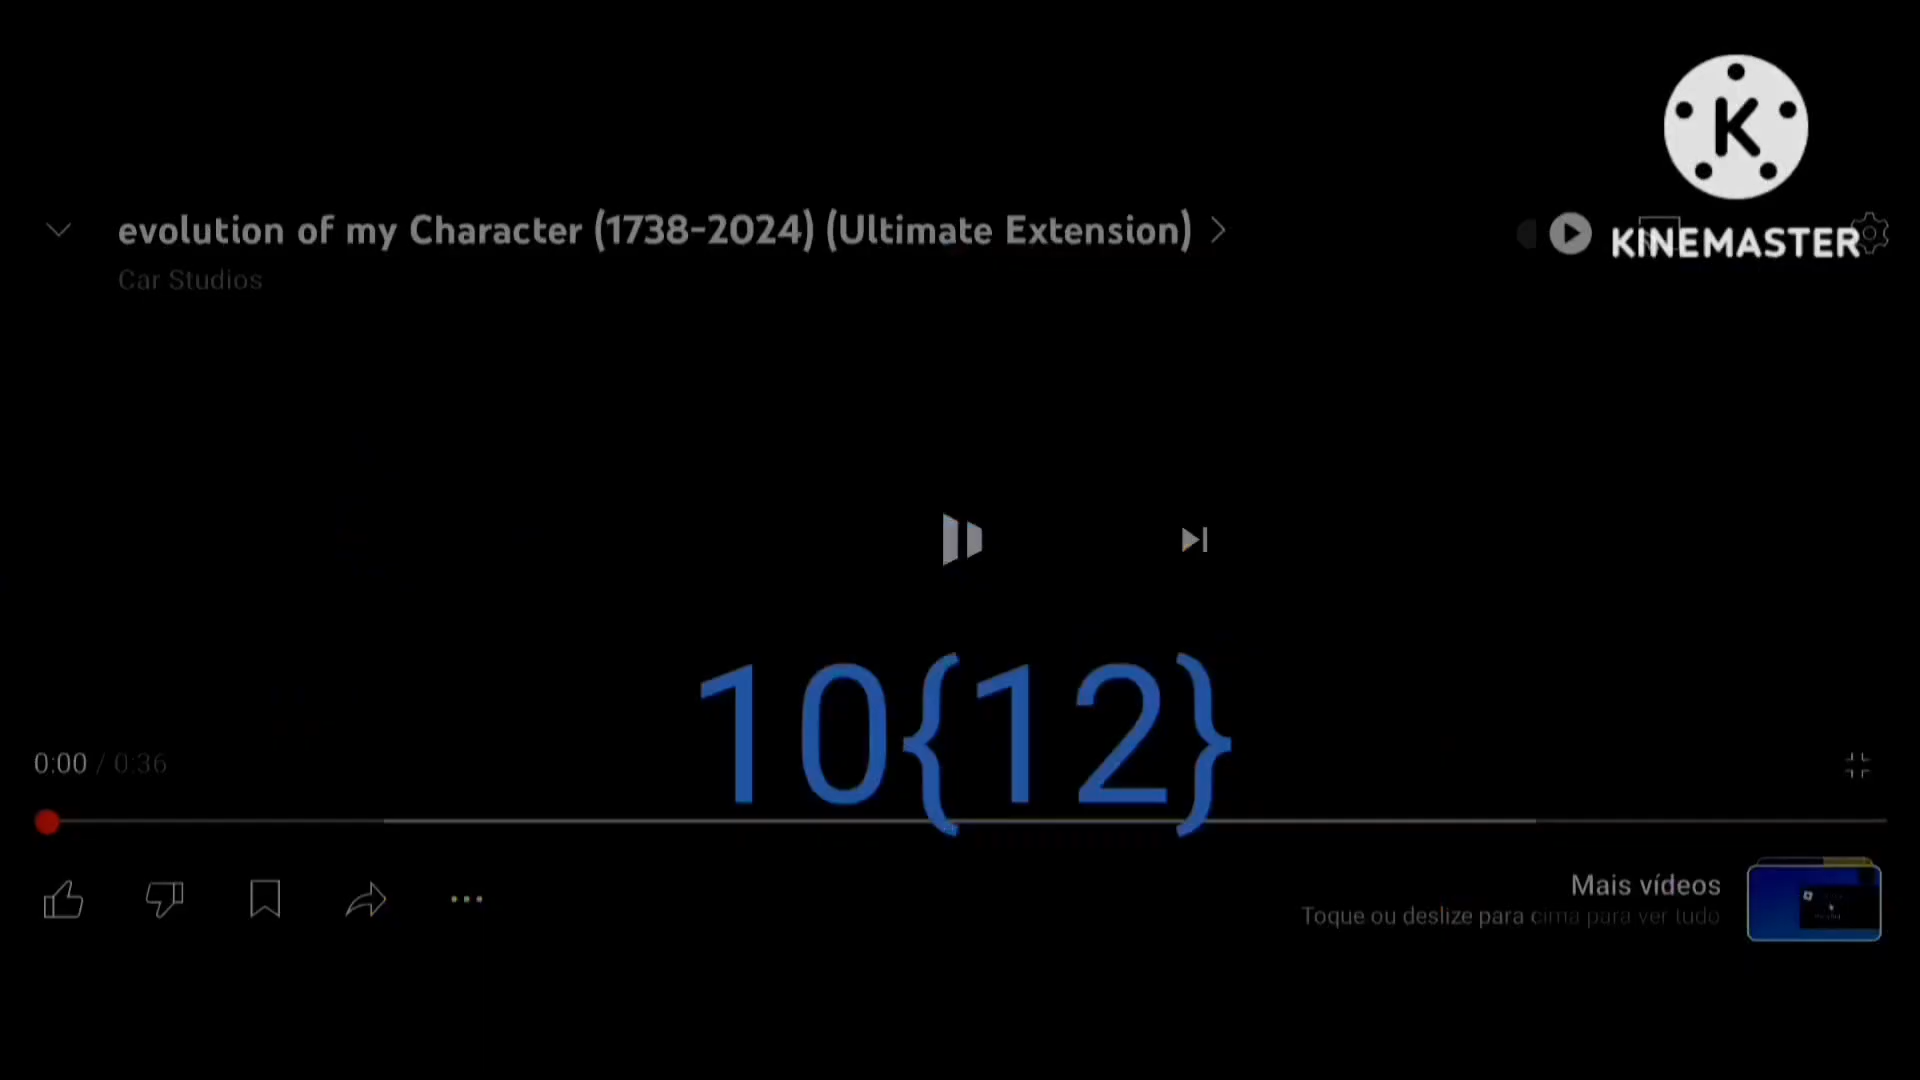 evolution of my Character (1738-2024) (Ultimate Extension)
Car Studios
K
KINEMASTER
10{12}
0:00 / 0:36
Mais vídeos
Toque ou deslize para cima para ver tudo